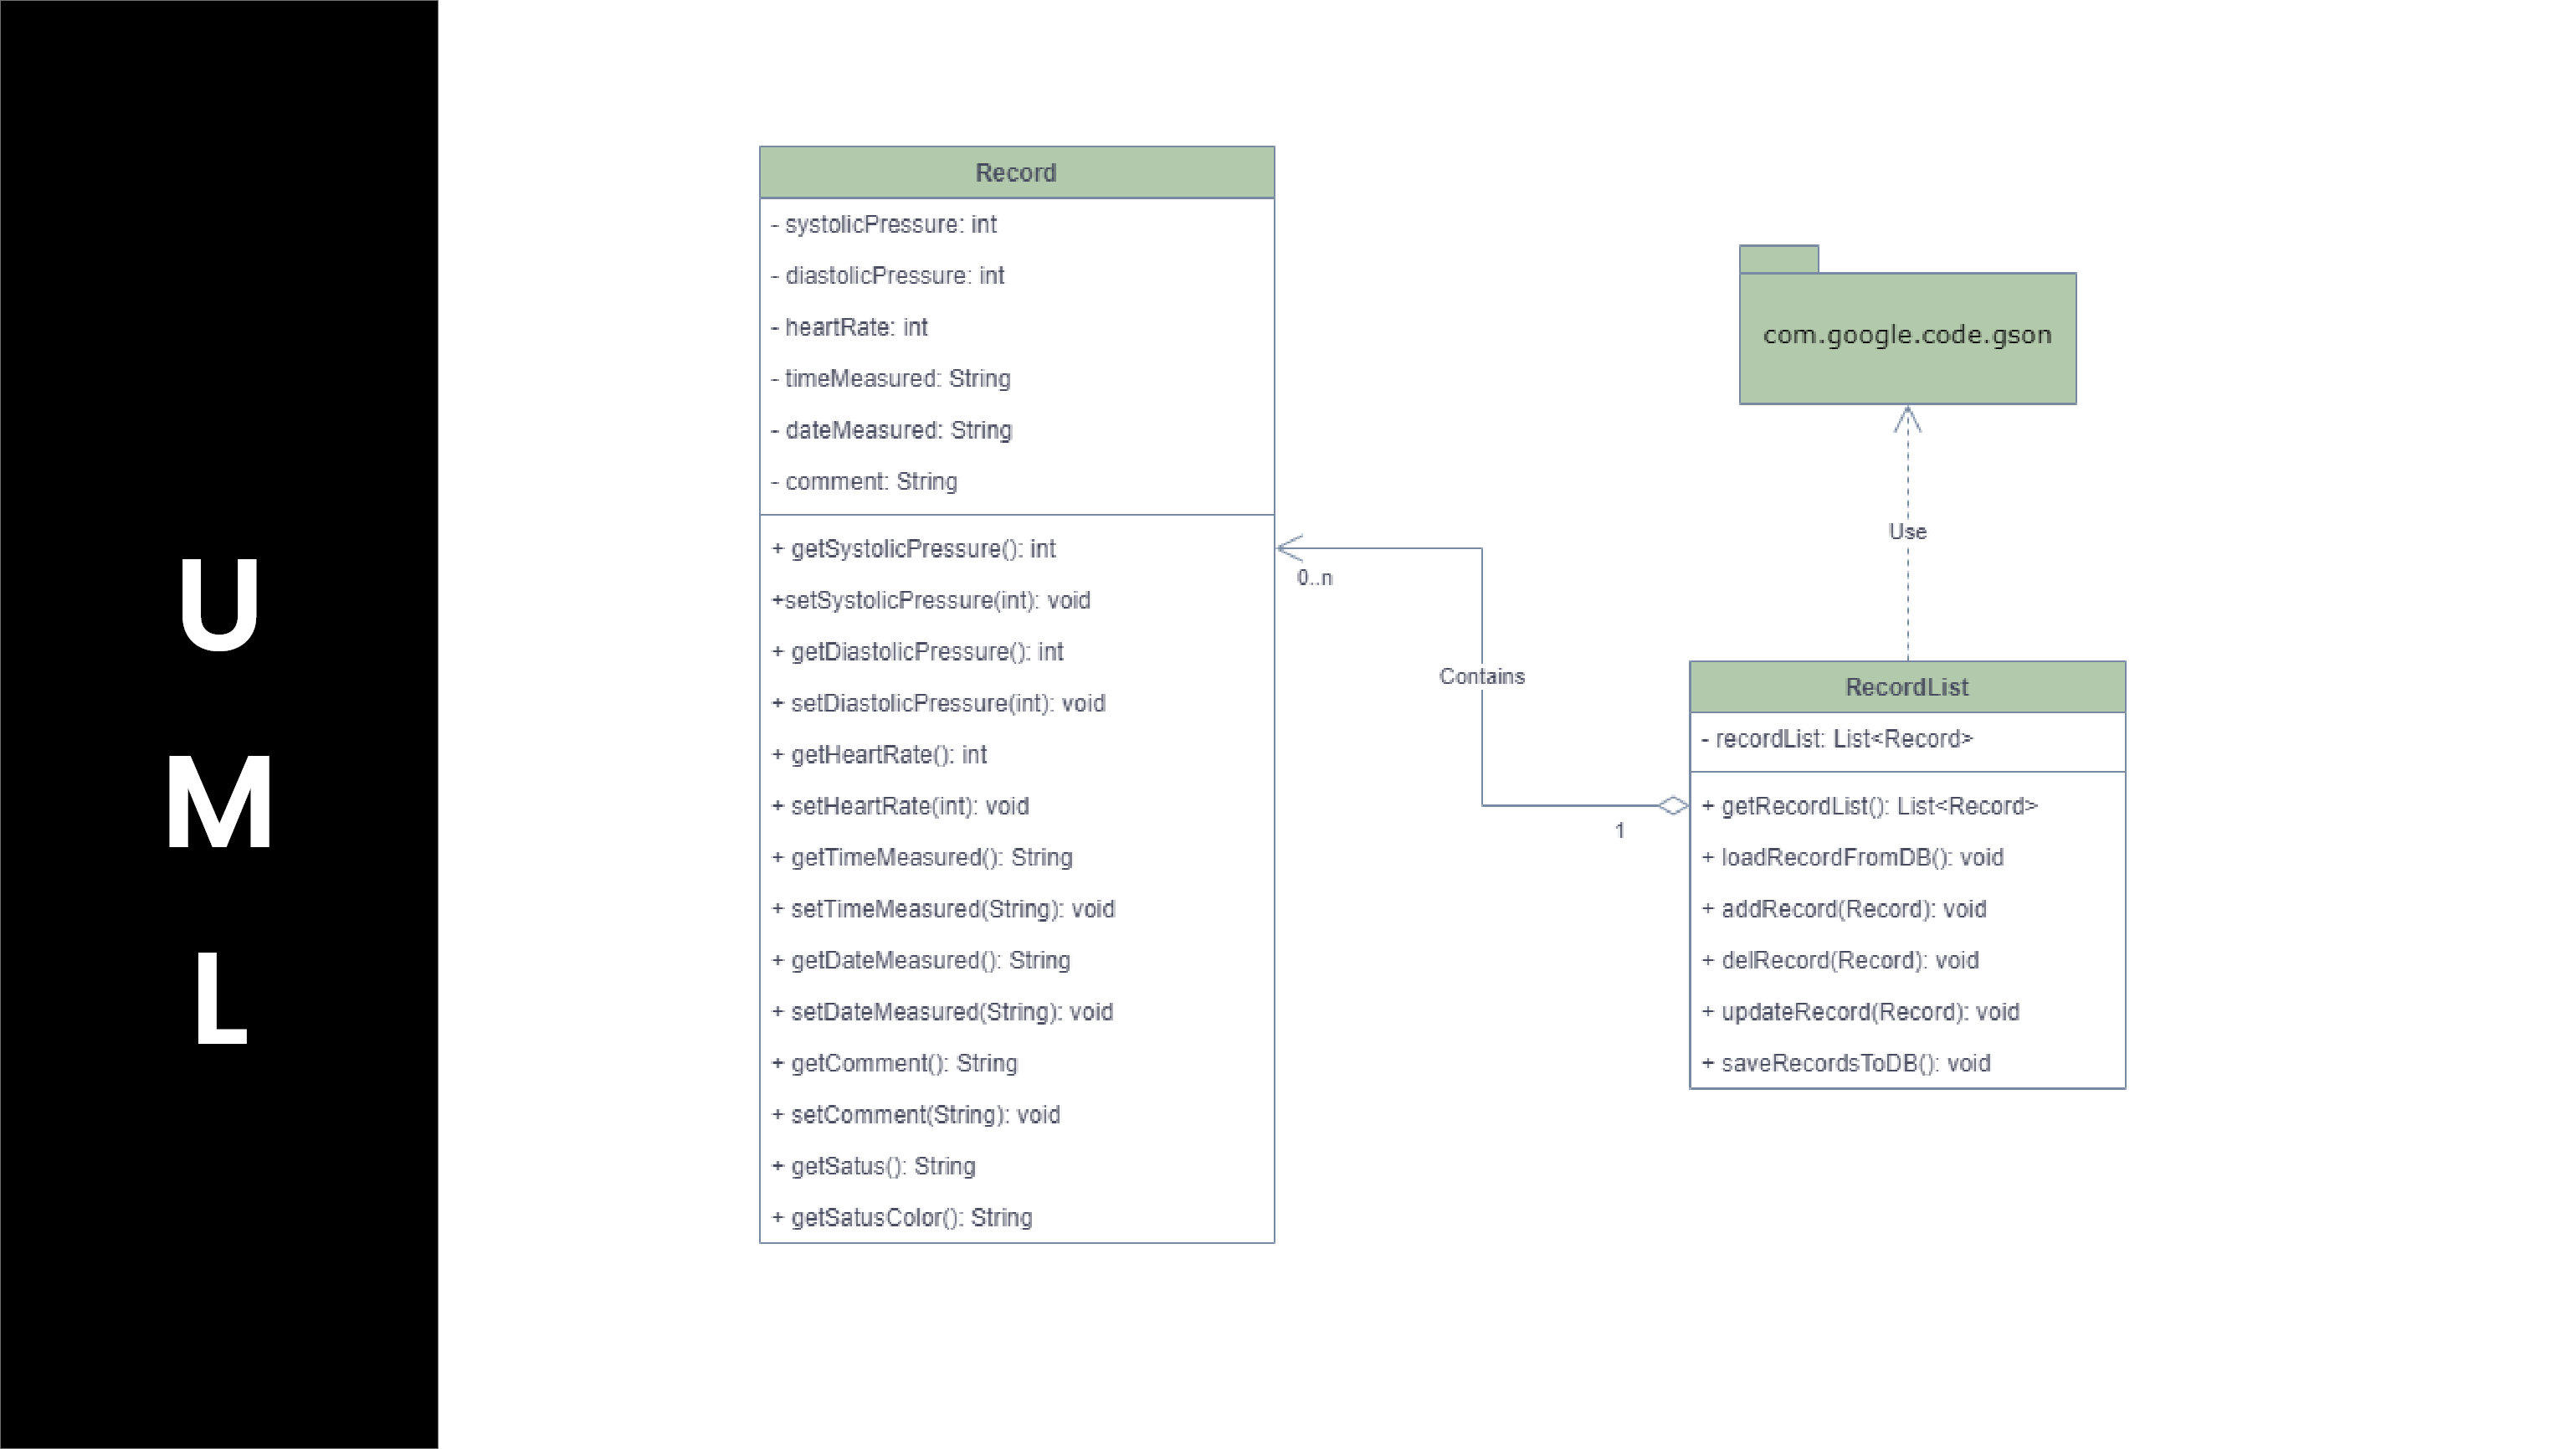 U
M
L
Record
- systolicPressure: int
- diastolicPressure: int
- heartRate: int
- timeMeasured: String
- dateMeasured: String
- comment: String
+ getSystolicPressure(): int
+setSystolicPressure(int): void
+ getDiastolicPressure(): int
+ setDiastolicPressure(int): void
+ getHeartRate(): int
+ setHeartRate(int): void
+ getTimeMeasured(): String
+ setTimeMeasured(String): void
+ getDateMeasured(): String
+ setDateMeasured(String): void
+ getComment(): String
+ setComment(String): void
+ getSatus(): String
+ getSatusColor(): String
0..n
Contains
1
com.google.code.gson
Use
RecordList
- recordList: List<Record>
+ getRecordList(): List<Record>
+ loadRecordFromDB(): void
+ addRecord(Record): void
+ delRecord(Record): void
+ updateRecord(Record): void
+ saveRecordsToDB(): void